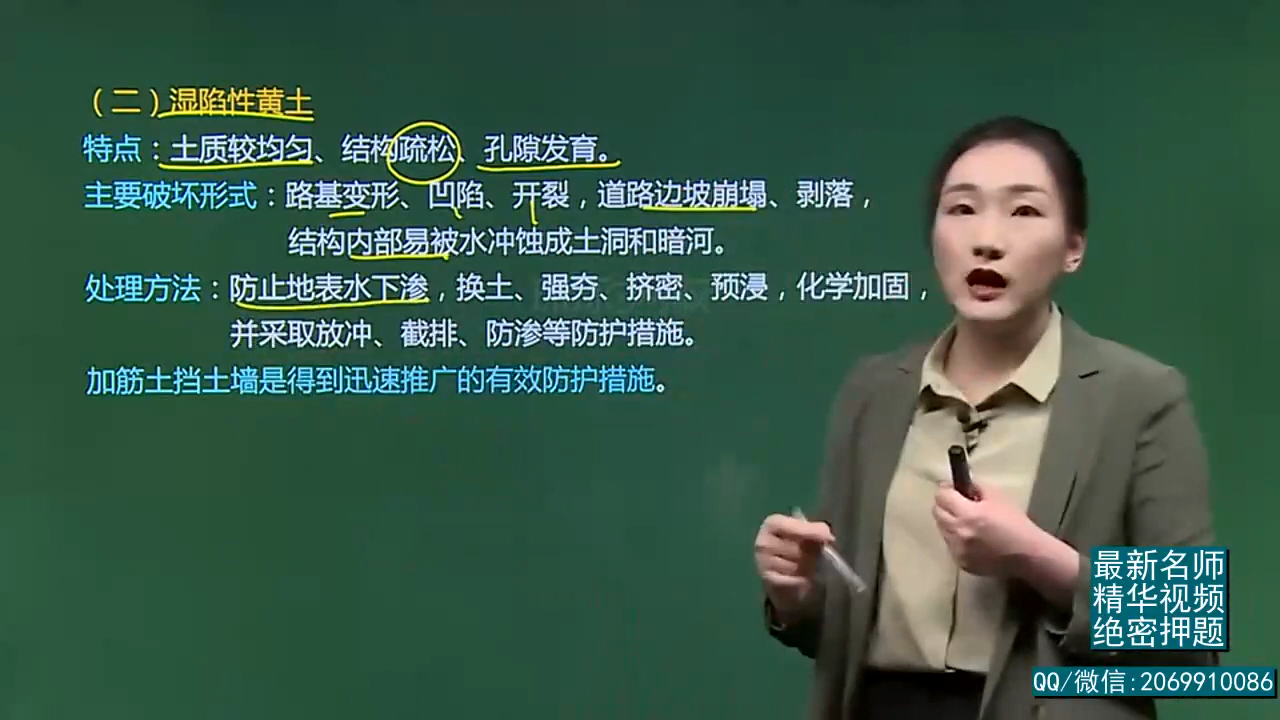 （二）湿陷性黄土
特点：土质较均匀、结构疏松、孔隙发育。
主要破坏形式：路基变形、凹陷、开裂，道路边坡崩塌、剥落，
结构内部易被水冲蚀成土洞和暗河。
处理方法：防止地表水下渗，换土、强夯、挤密、预浸，化学加固，
并采取放冲、截排、防渗等防护措施。
加筋土挡土墙是得到迅速推广的有效防护措施。
最新名师
精华视频
绝密押题
QQ/微信:2069910086